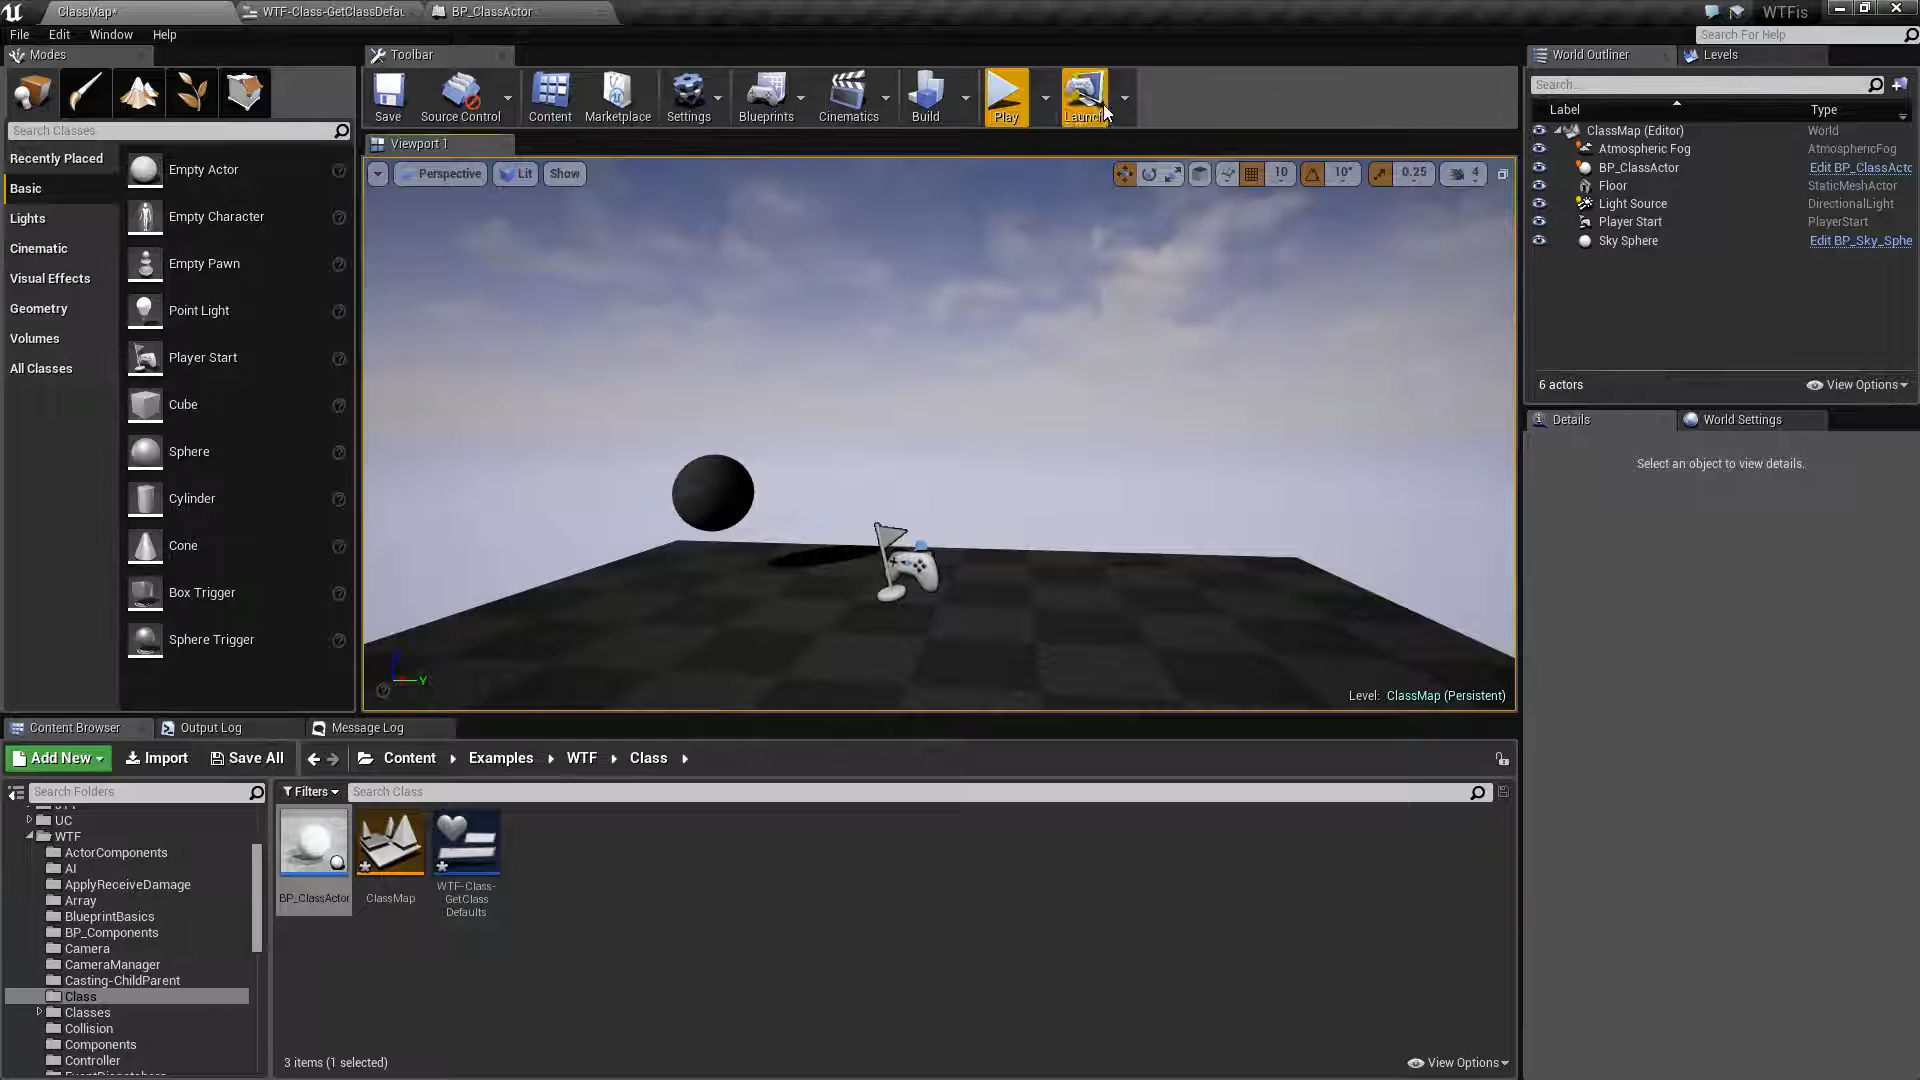 ClassMap*
WTF-Class-GetClassDefau
BP_ClassActor
WTFis
File Edit Window Help
Search For Help
Modes
Toolbar
World Outliner
Levels
Save
Source Control
Content
Marketplace
Settings
Blueprints
Cinematics
Build
Play
Launch
Search...
Label Type
Search Classes
Viewport 1
ClassMap (Editor) World
Atmospheric Fog AtmosphericFog
BP_ClassActor Edit BP_ClassActo
Floor StaticMeshActor
Light Source DirectionalLight
Player Start PlayerStart
Sky Sphere Edit BP_Sky_Sphe
6 actors
View Options
Details
World Settings
Select an object to view details.
Recently Placed
Basic
Lights
Cinematic
Visual Effects
Geometry
Volumes
All Classes
Empty Actor
Empty Character
Empty Pawn
Point Light
Player Start
Cube
Sphere
Cylinder
Cone
Box Trigger
Sphere Trigger
Perspective
Lit
Show
10
10°
0.25
4
Y
Level: ClassMap (Persistent)
Content Browser
Output Log
Message Log
Add New
Import
Save All
Content
Examples
WTF
Class
Search Folders
Filters
Search Class
UC
WTF
ActorComponents
AI
ApplyReceiveDamage
Array
BlueprintBasics
BP_Components
Camera
CameraManager
Casting-ChildParent
Class
Classes
Collision
Components
Controller
BP_ClassActor
ClassMap
WTF-Class-
GetClass
Defaults
3 items (1 selected)
View Options